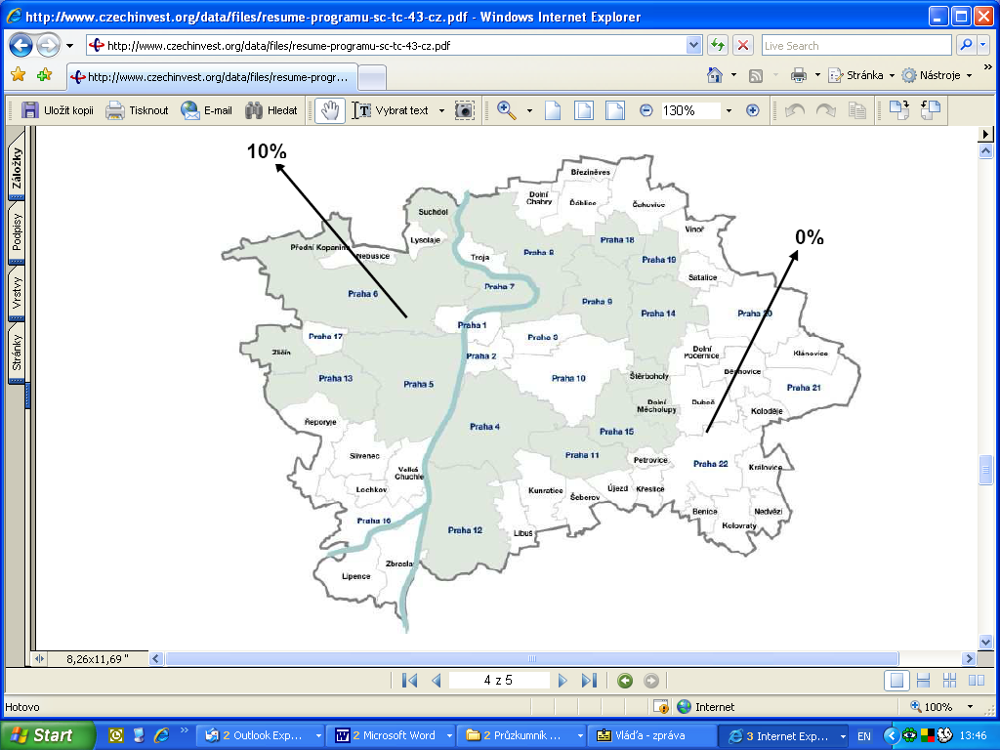 http://www.czechinvest.org/data/files/resume-programu-sc-tc-43-cz.pdf - Windows Internet Explorer
http://www.czechinvest.org/data/files/resume-programu-sc-tc-43-cz.pdf
Live Search
http://www.czechinvest.org/data/files/resume-progr...
Stránka
Nástroje
Uložit kopii
Tisknout
E-mail
Hledat
Vybrat text
130%
Záložky
Podpisy
Vrstvy
Stránky
10%
0%
Březiněves
Dolní Chabry
Ďáblice
Čakovice
Suchdol
Lysolaje
Vinoř
Praha 18
Přední Kopanina
Nebusice
Troja
Praha 8
Praha 19
Satalice
Praha 6
Praha 7
Praha 9
Praha 14
Praha 20
Praha 1
Praha 17
Praha 3
Zličín
Praha 2
Dolní Počernice
Klánovice
Praha 13
Praha 5
Praha 10
Štěrboholy
Běchovice
Praha 21
Dolní Měcholupy
Dubeč
Koloděje
Řeporyje
Praha 4
Praha 15
Slivenec
Praha 11
Petrovice
Praha 22
Královice
Velká Chuchle
Lochkov
Kunratice
Šeberov
Újezd
Křeslice
Benice
Nedvězí
Kolovraty
Praha 16
Praha 12
Libuš
Zbraslav
Lipence
8,26x11,69 "
4 z 5
Hotovo
Internet
100%
Start
2 Outlook Exp...
2 Microsoft Word
2 Průzkumník ...
Vláďa - zpráva
3 Internet Exp...
EN
13:46